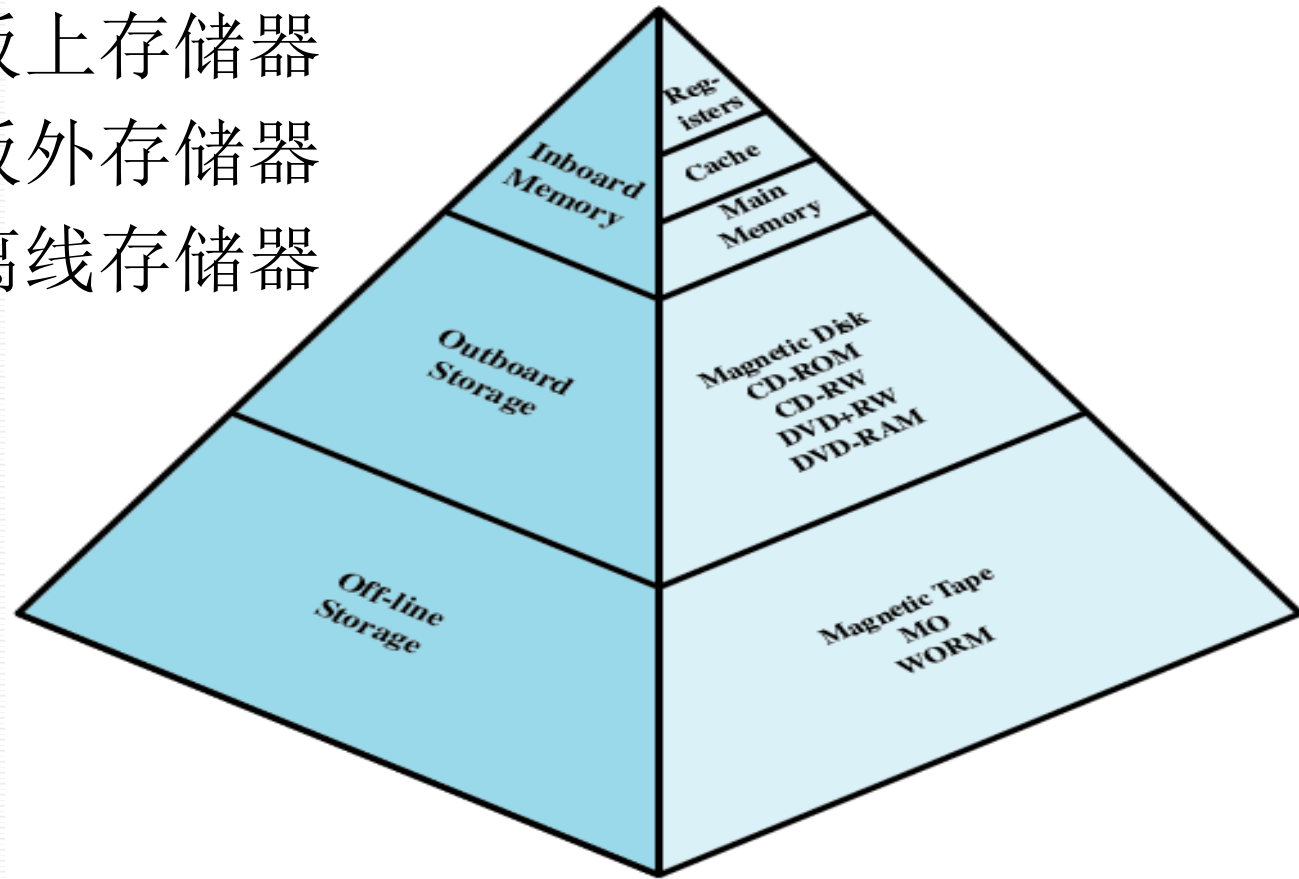 板上存储器
板外存储器
离线存储器
Inboard
Memory
Reg-
isters
Cache
Main
Memory
Outboard
Storage
Magnetic Disk
CD-ROM
CD-RW
DVD+RW
DVD-RAM
Off-line
Storage
Magnetic Tape
MO
WORM